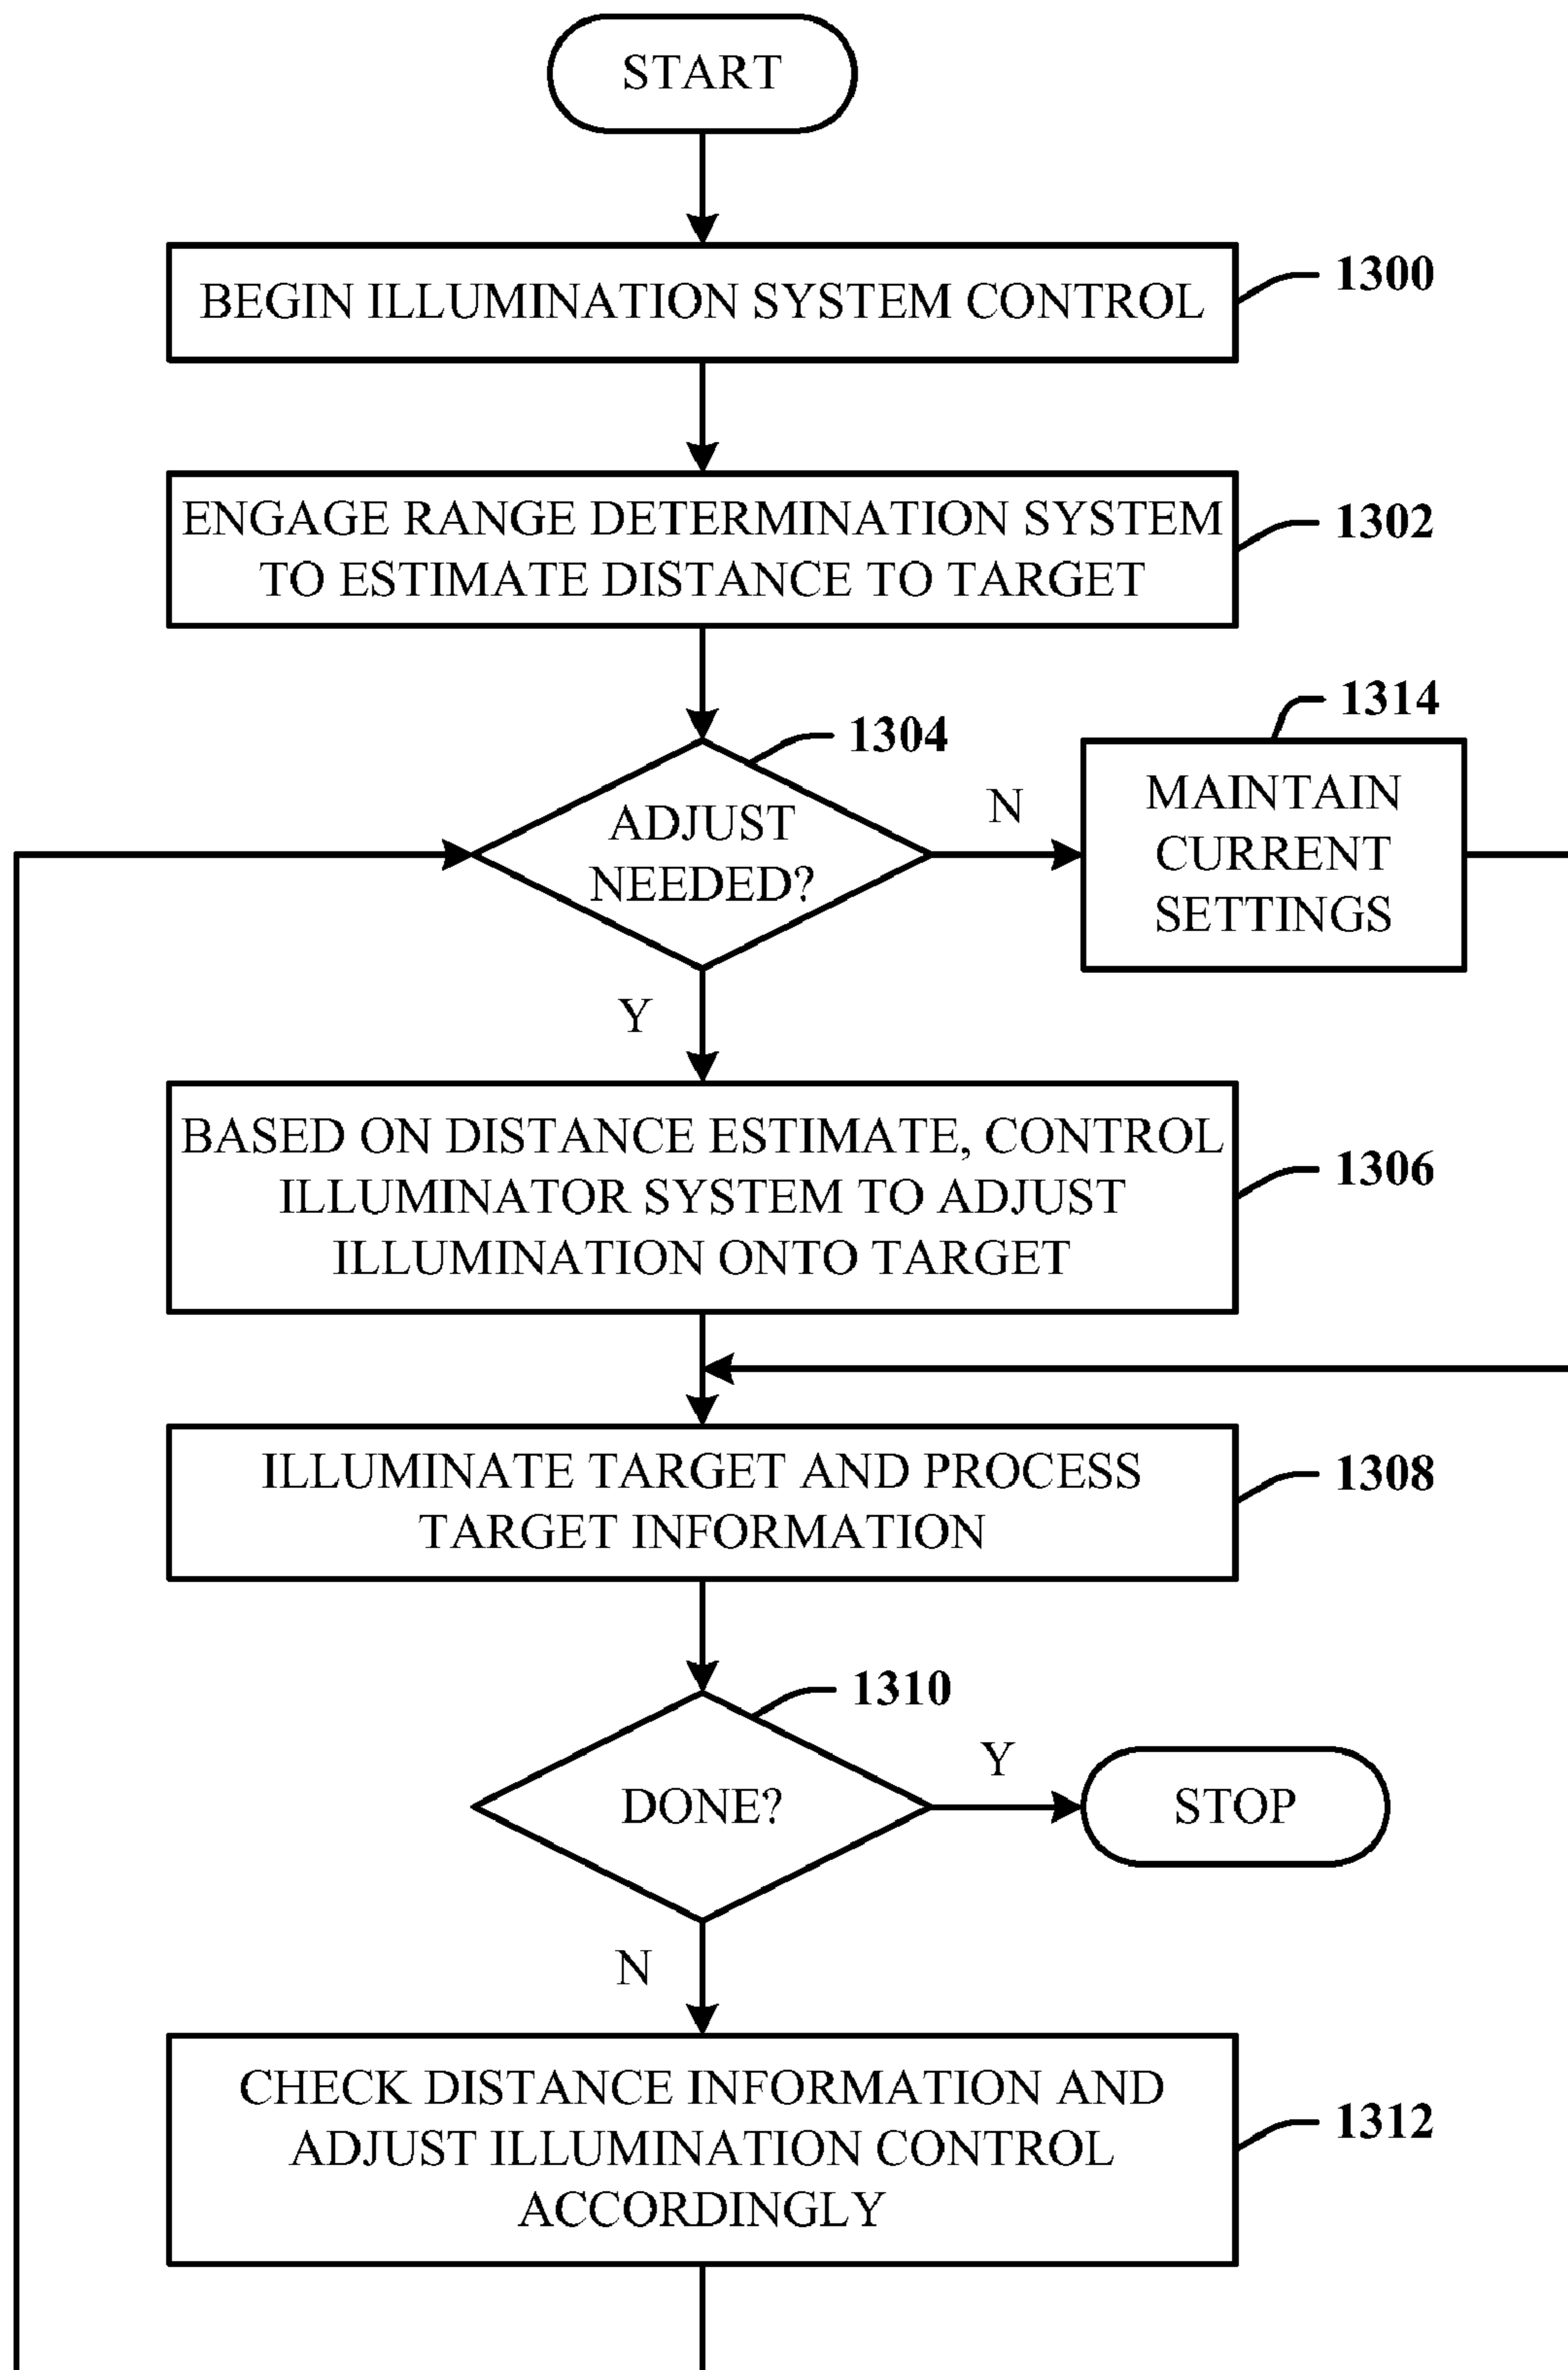 START
BEGIN ILLUMINATION SYSTEM CONTROL
1300
ENGAGE RANGE DETERMINATION SYSTEM
TO ESTIMATE DISTANCE TO TARGET
1302
1304
ADJUST
NEEDED?
N
1314
MAINTAIN
CURRENT
SETTINGS
Y
BASED ON DISTANCE ESTIMATE, CONTROL
ILLUMINATOR SYSTEM TO ADJUST
ILLUMINATION ONTO TARGET
1306
ILLUMINATE TARGET AND PROCESS
TARGET INFORMATION
1308
1310
DONE?
Y
STOP
N
CHECK DISTANCE INFORMATION AND
ADJUST ILLUMINATION CONTROL
ACCORDINGLY
1312